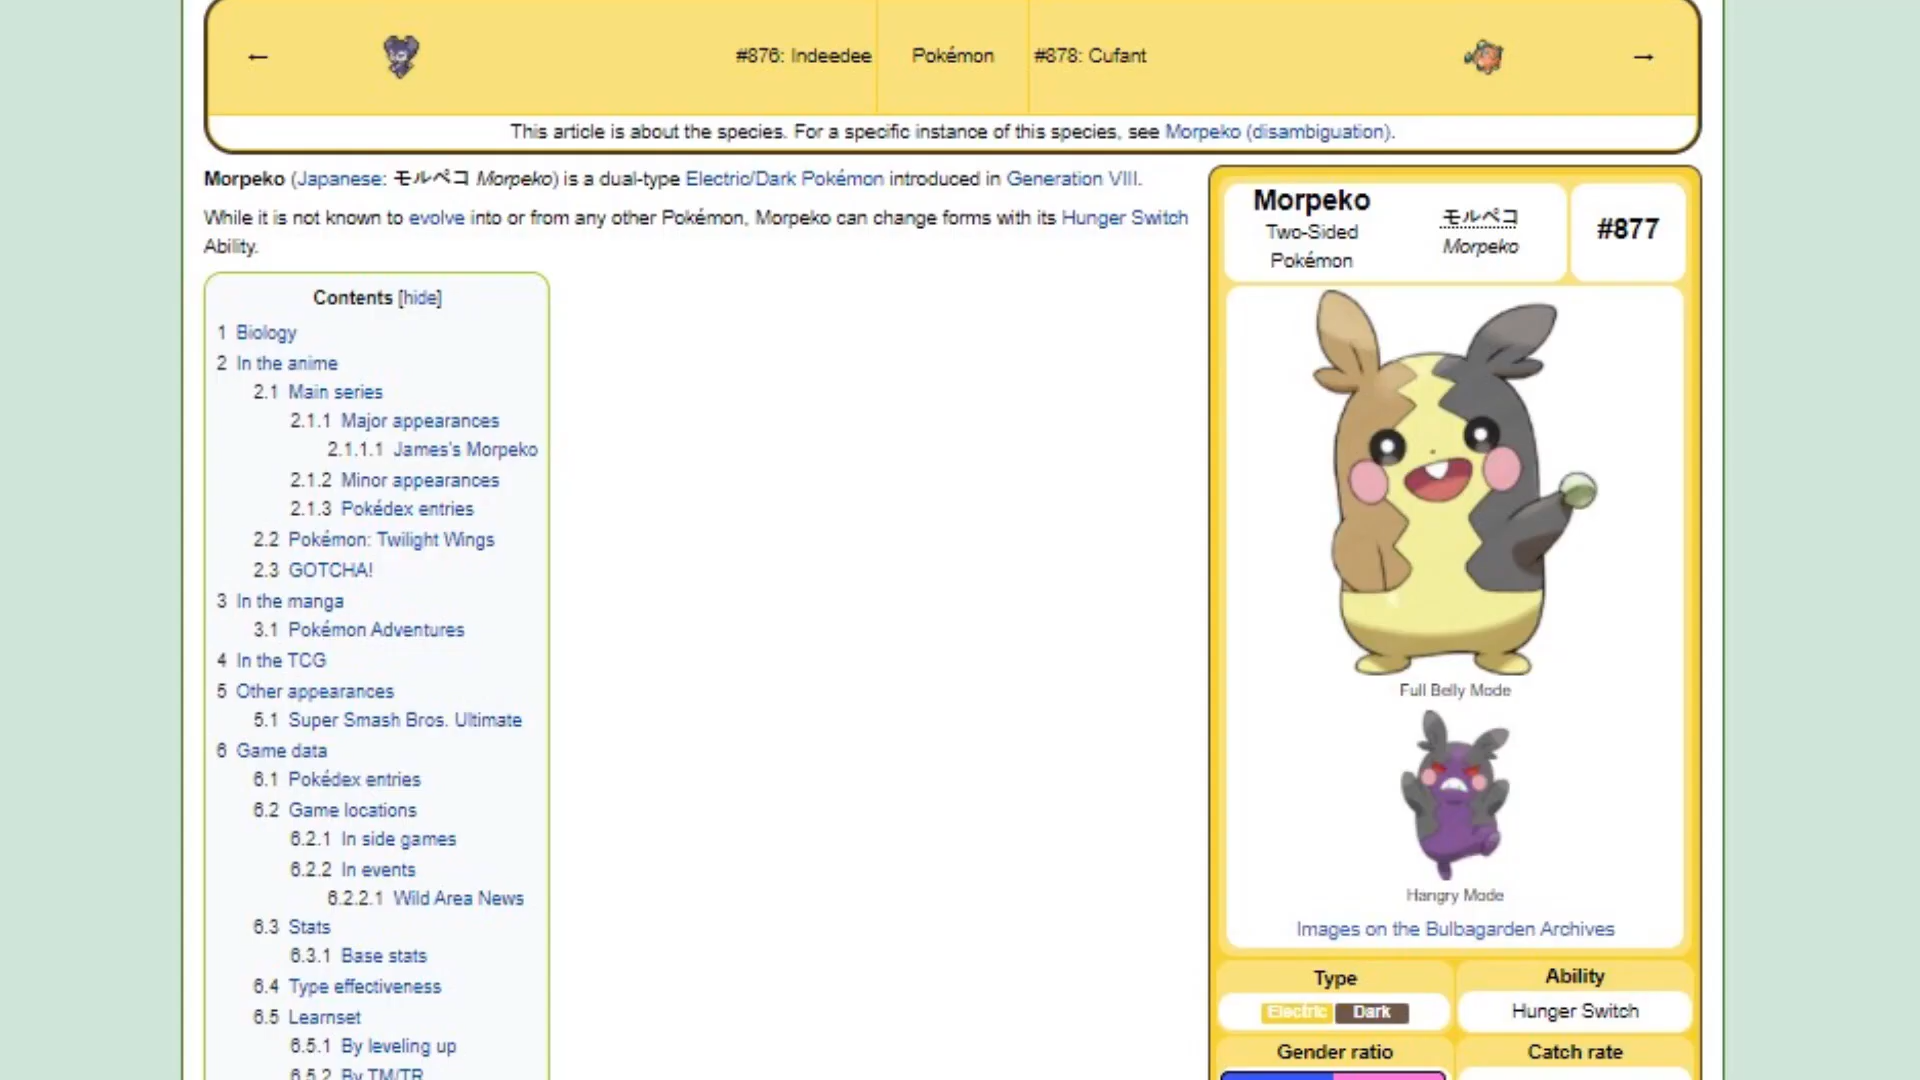 ← #876: Indeedee Pokémon #878: Cufant →
This article is about the species. For a specific instance of this species, see Morpeko (disambiguation).
Morpeko (Japanese: モルペコ Morpeko) is a dual-type Electric/Dark Pokémon introduced in Generation VIII.
While it is not known to evolve into or from any other Pokémon, Morpeko can change forms with its Hunger Switch
Ability.
Contents [hide]
1 Biology
2 In the anime
2.1 Main series
2.1.1 Major appearances
2.1.1.1 James's Morpeko
2.1.2 Minor appearances
2.1.3 Pokédex entries
2.2 Pokémon: Twilight Wings
2.3 GOTCHA!
3 In the manga
3.1 Pokémon Adventures
4 In the TCG
5 Other appearances
5.1 Super Smash Bros. Ultimate
6 Game data
6.1 Pokédex entries
6.2 Game locations
6.2.1 In side games
6.2.2 In events
6.2.2.1 Wild Area News
6.3 Stats
6.3.1 Base stats
6.4 Type effectiveness
6.5 Learnset
6.5.1 By leveling up
6.5.2 By TM/TR
Morpeko
Two-Sided
Pokémon
モルペコ
Morpeko
#877
Full Belly Mode
Hangry Mode
Images on the Bulbagarden Archives
Type
Electric Dark
Ability
Hunger Switch
Gender ratio
Catch rate